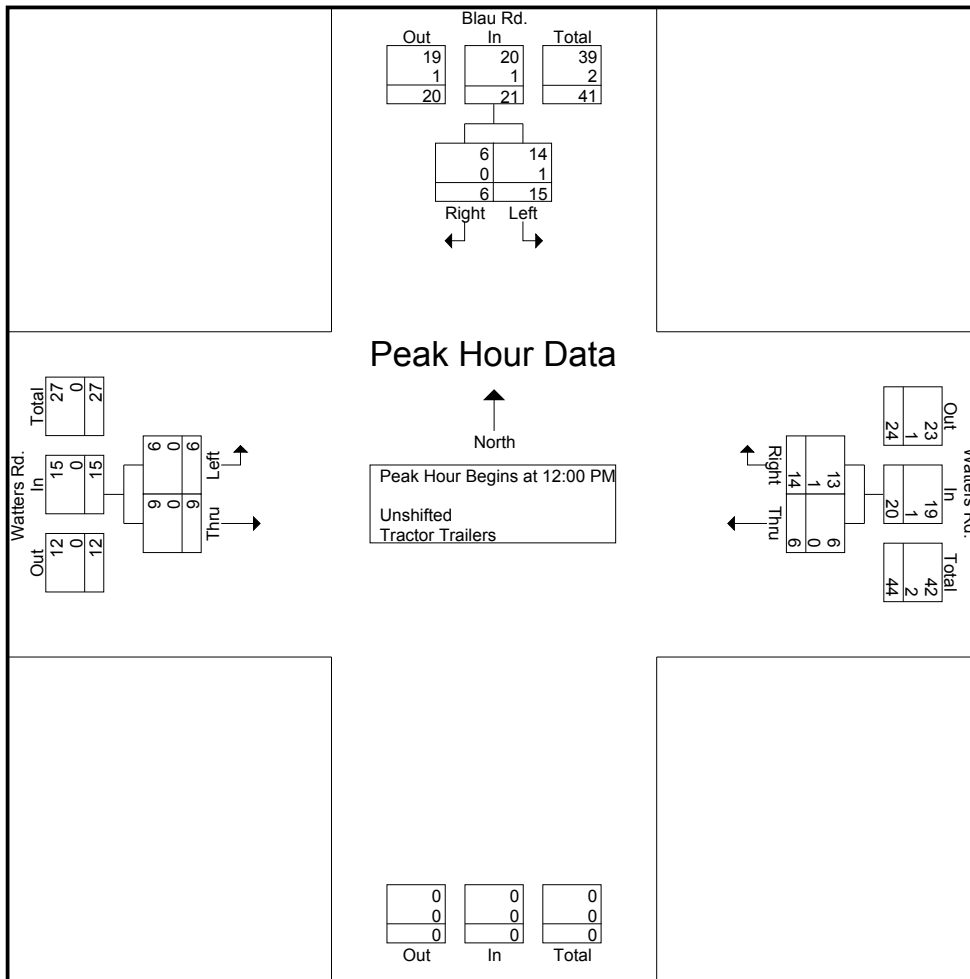 Blau Rd.
Out In Total
19 20 39
1 1 2
20 21 41
6 14
0 1
6 15
Right Left
Peak Hour Data
North
Peak Hour Begins at 12:00 PM
Unshifted
Tractor Trailers
Watters Rd.
Out In Total
12 15 27
0 0 0
12 15 27
Thru Left
9 6
0 0
9 6
Watters Rd.
Out In Total
23 19 42
1 1 2
24 20 44
Right Thru
13 6
1 0
14 6
0 0 0
0 0 0
0 0 0
Out In Total